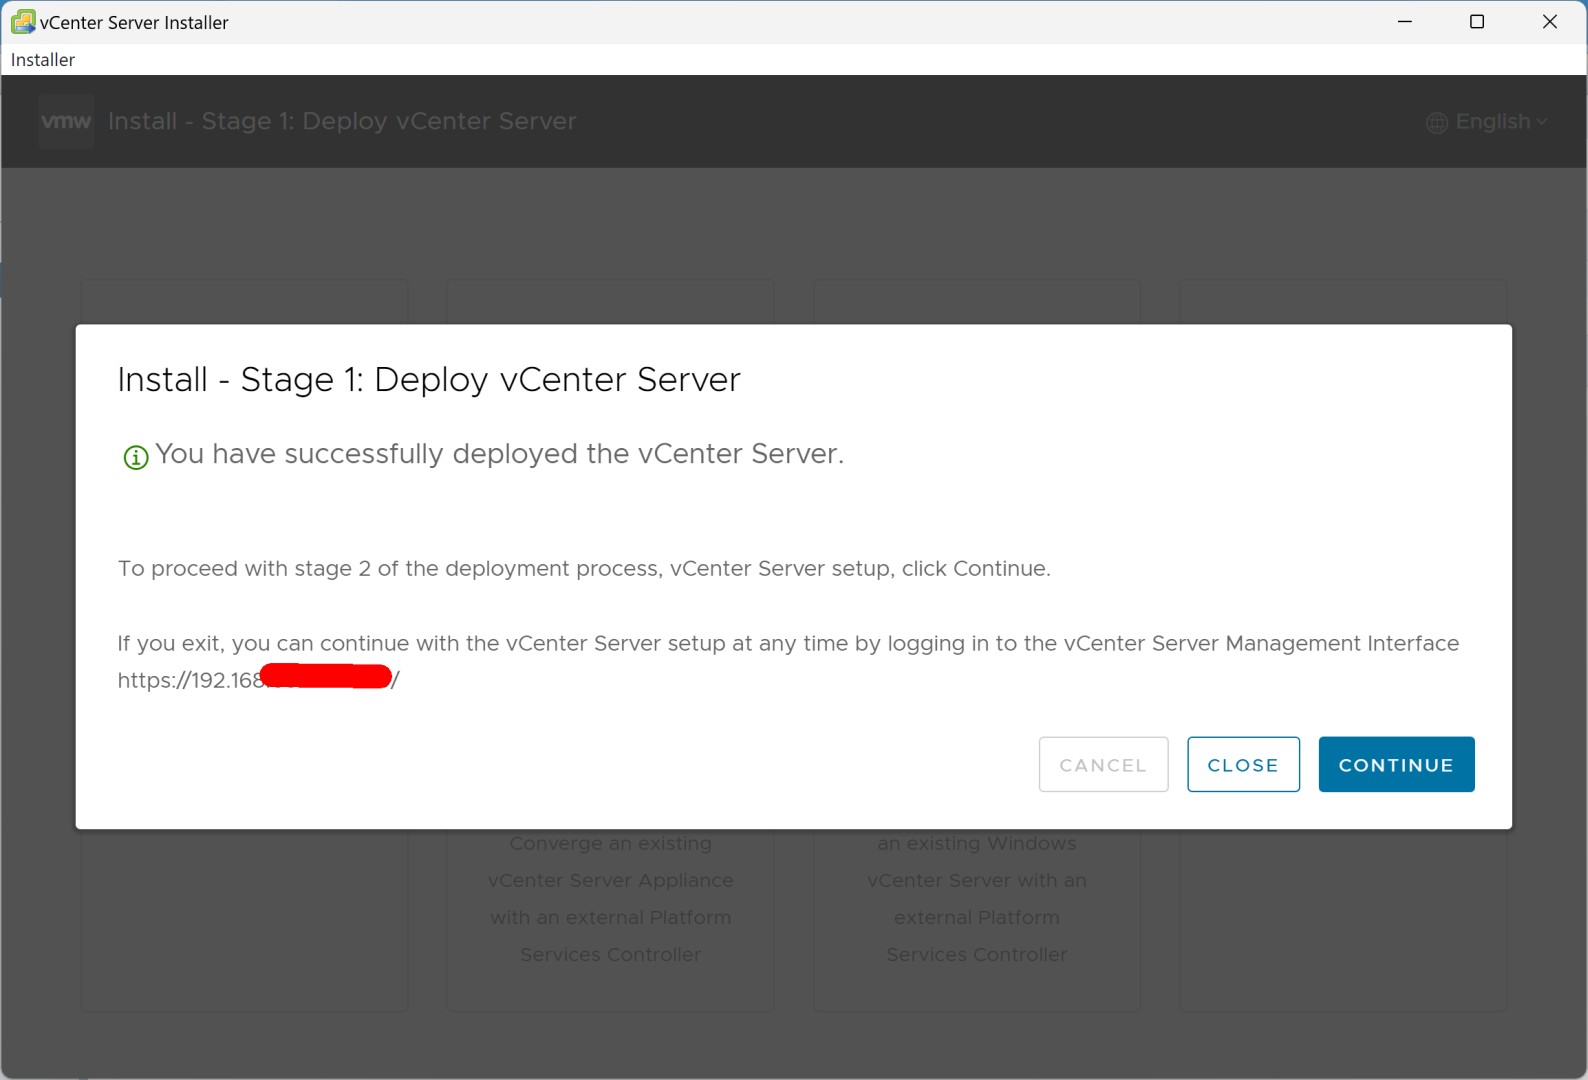 vCenter Server Installer
Installer
vmw Install - Stage 1: Deploy vCenter Server
English
Install - Stage 1: Deploy vCenter Server
You have successfully deployed the vCenter Server.
To proceed with stage 2 of the deployment process, vCenter Server setup, click Continue.
If you exit, you can continue with the vCenter Server setup at any time by logging in to the vCenter Server Management Interface
https://192.168. /
CANCEL CLOSE CONTINUE
Converge an existing
vCenter Server Appliance
with an external Platform
Services Controller
an existing Windows
vCenter Server with an
external Platform
Services Controller